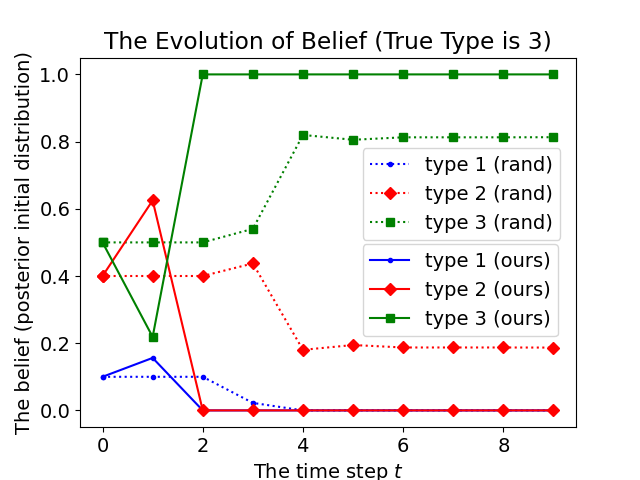 The Evolution of Belief (True Type is 3)
The belief (posterior initial distribution)
1.0
0.8
0.6
0.4
0.2
0.0
type 1 (rand)
type 2 (rand)
type 3 (rand)
type 1 (ours)
type 2 (ours)
type 3 (ours)
0 2 4 6 8
The time step t